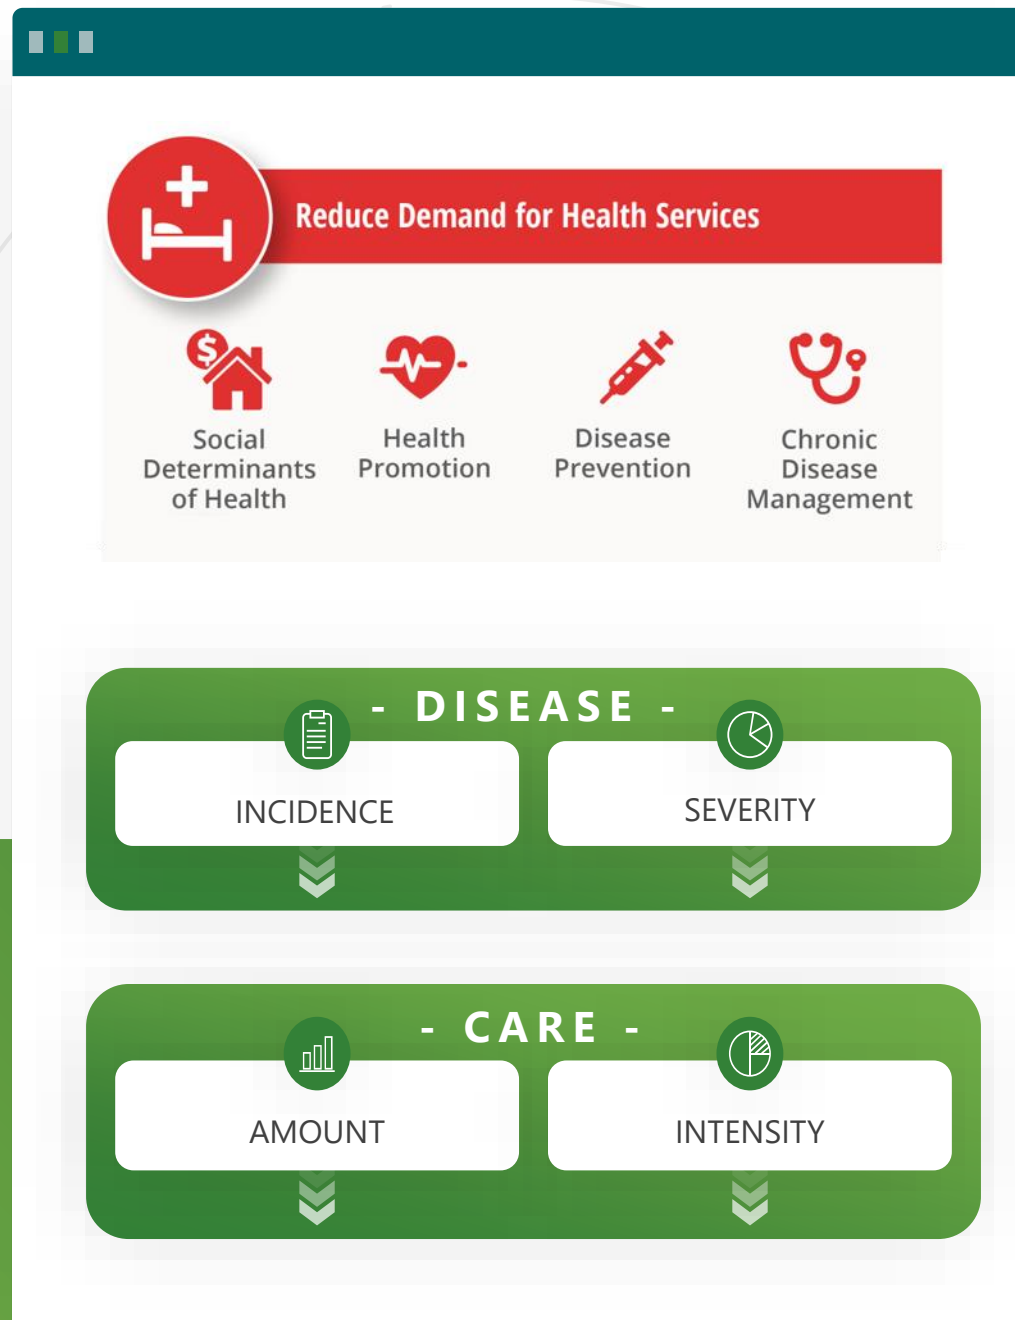 Reduce Demand for Health Services
Social
Determinants
of Health
Health
Promotion
Disease
Prevention
Chronic
Disease
Management
- DISEASE -
INCIDENCE
SEVERITY
- CARE -
AMOUNT
INTENSITY